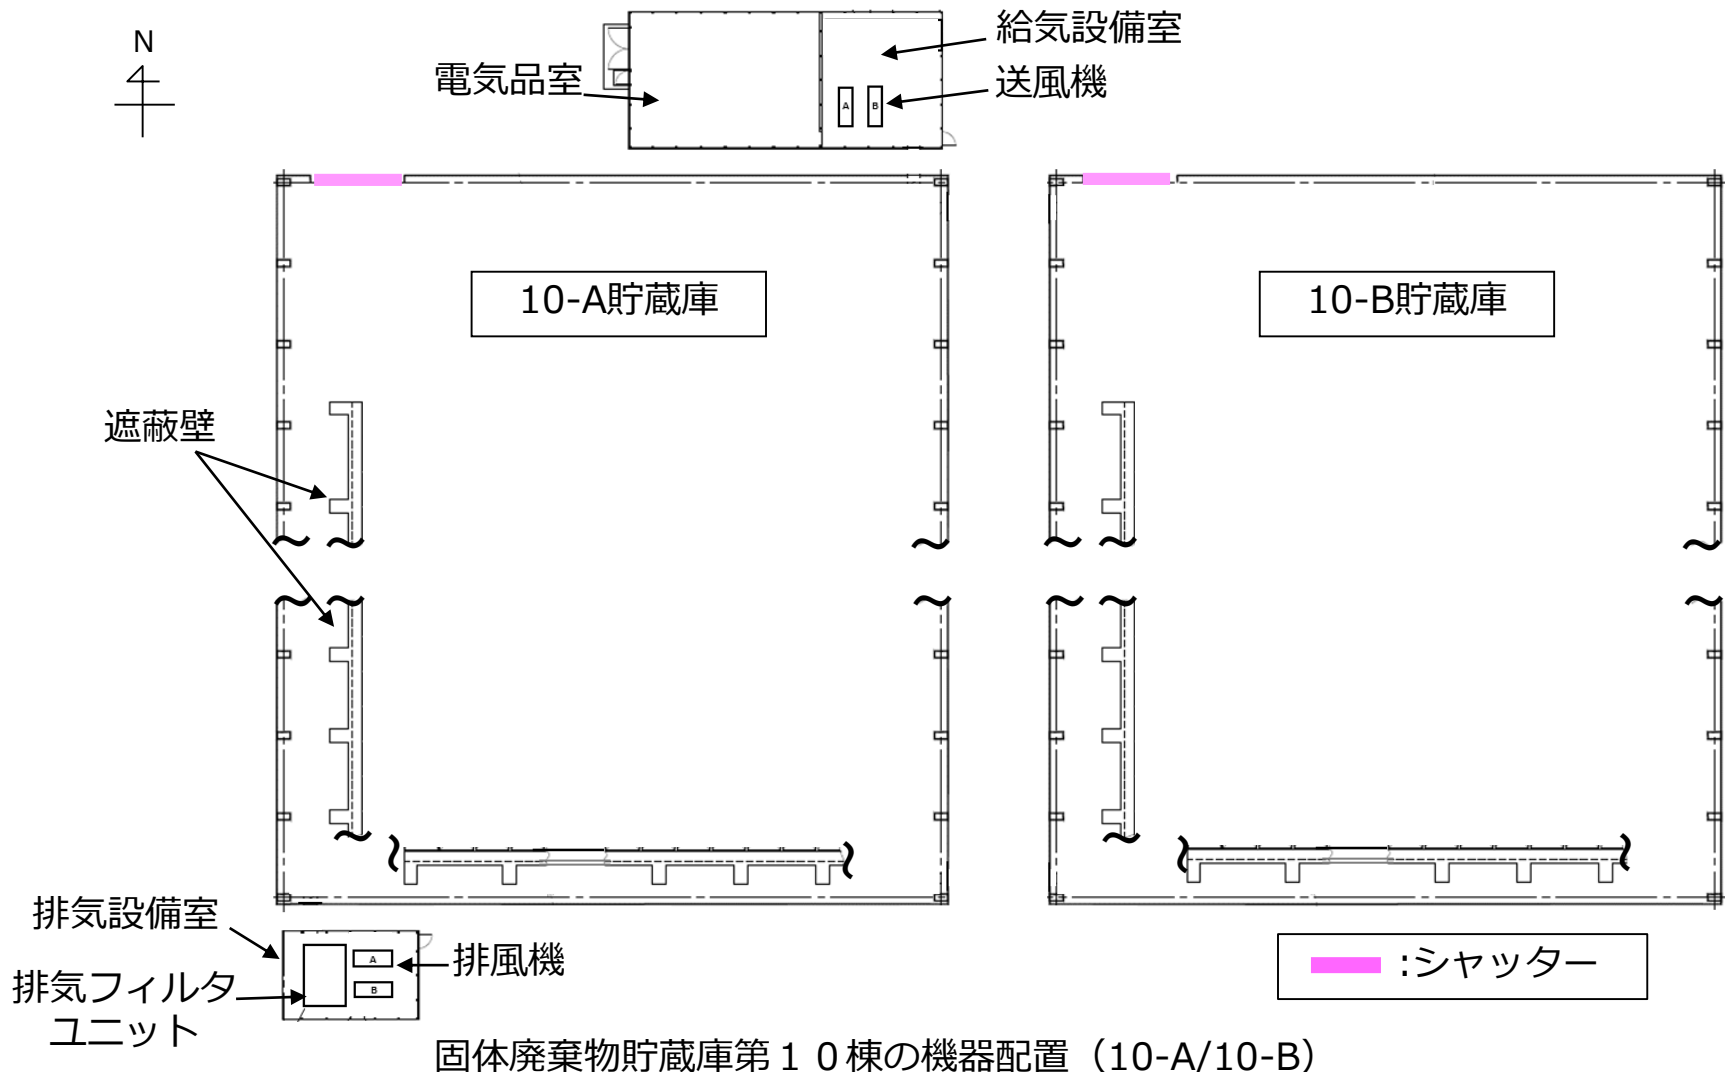 N
給気設備室
電気品室
送風機
A
B
10-A貯蔵庫
10-B貯蔵庫
遮蔽壁
排気設備室
A
排風機
B
排気フィルタ
ユニット
:シャッター
固体廃棄物貯蔵庫第１０棟の機器配置（10-A/10-B）